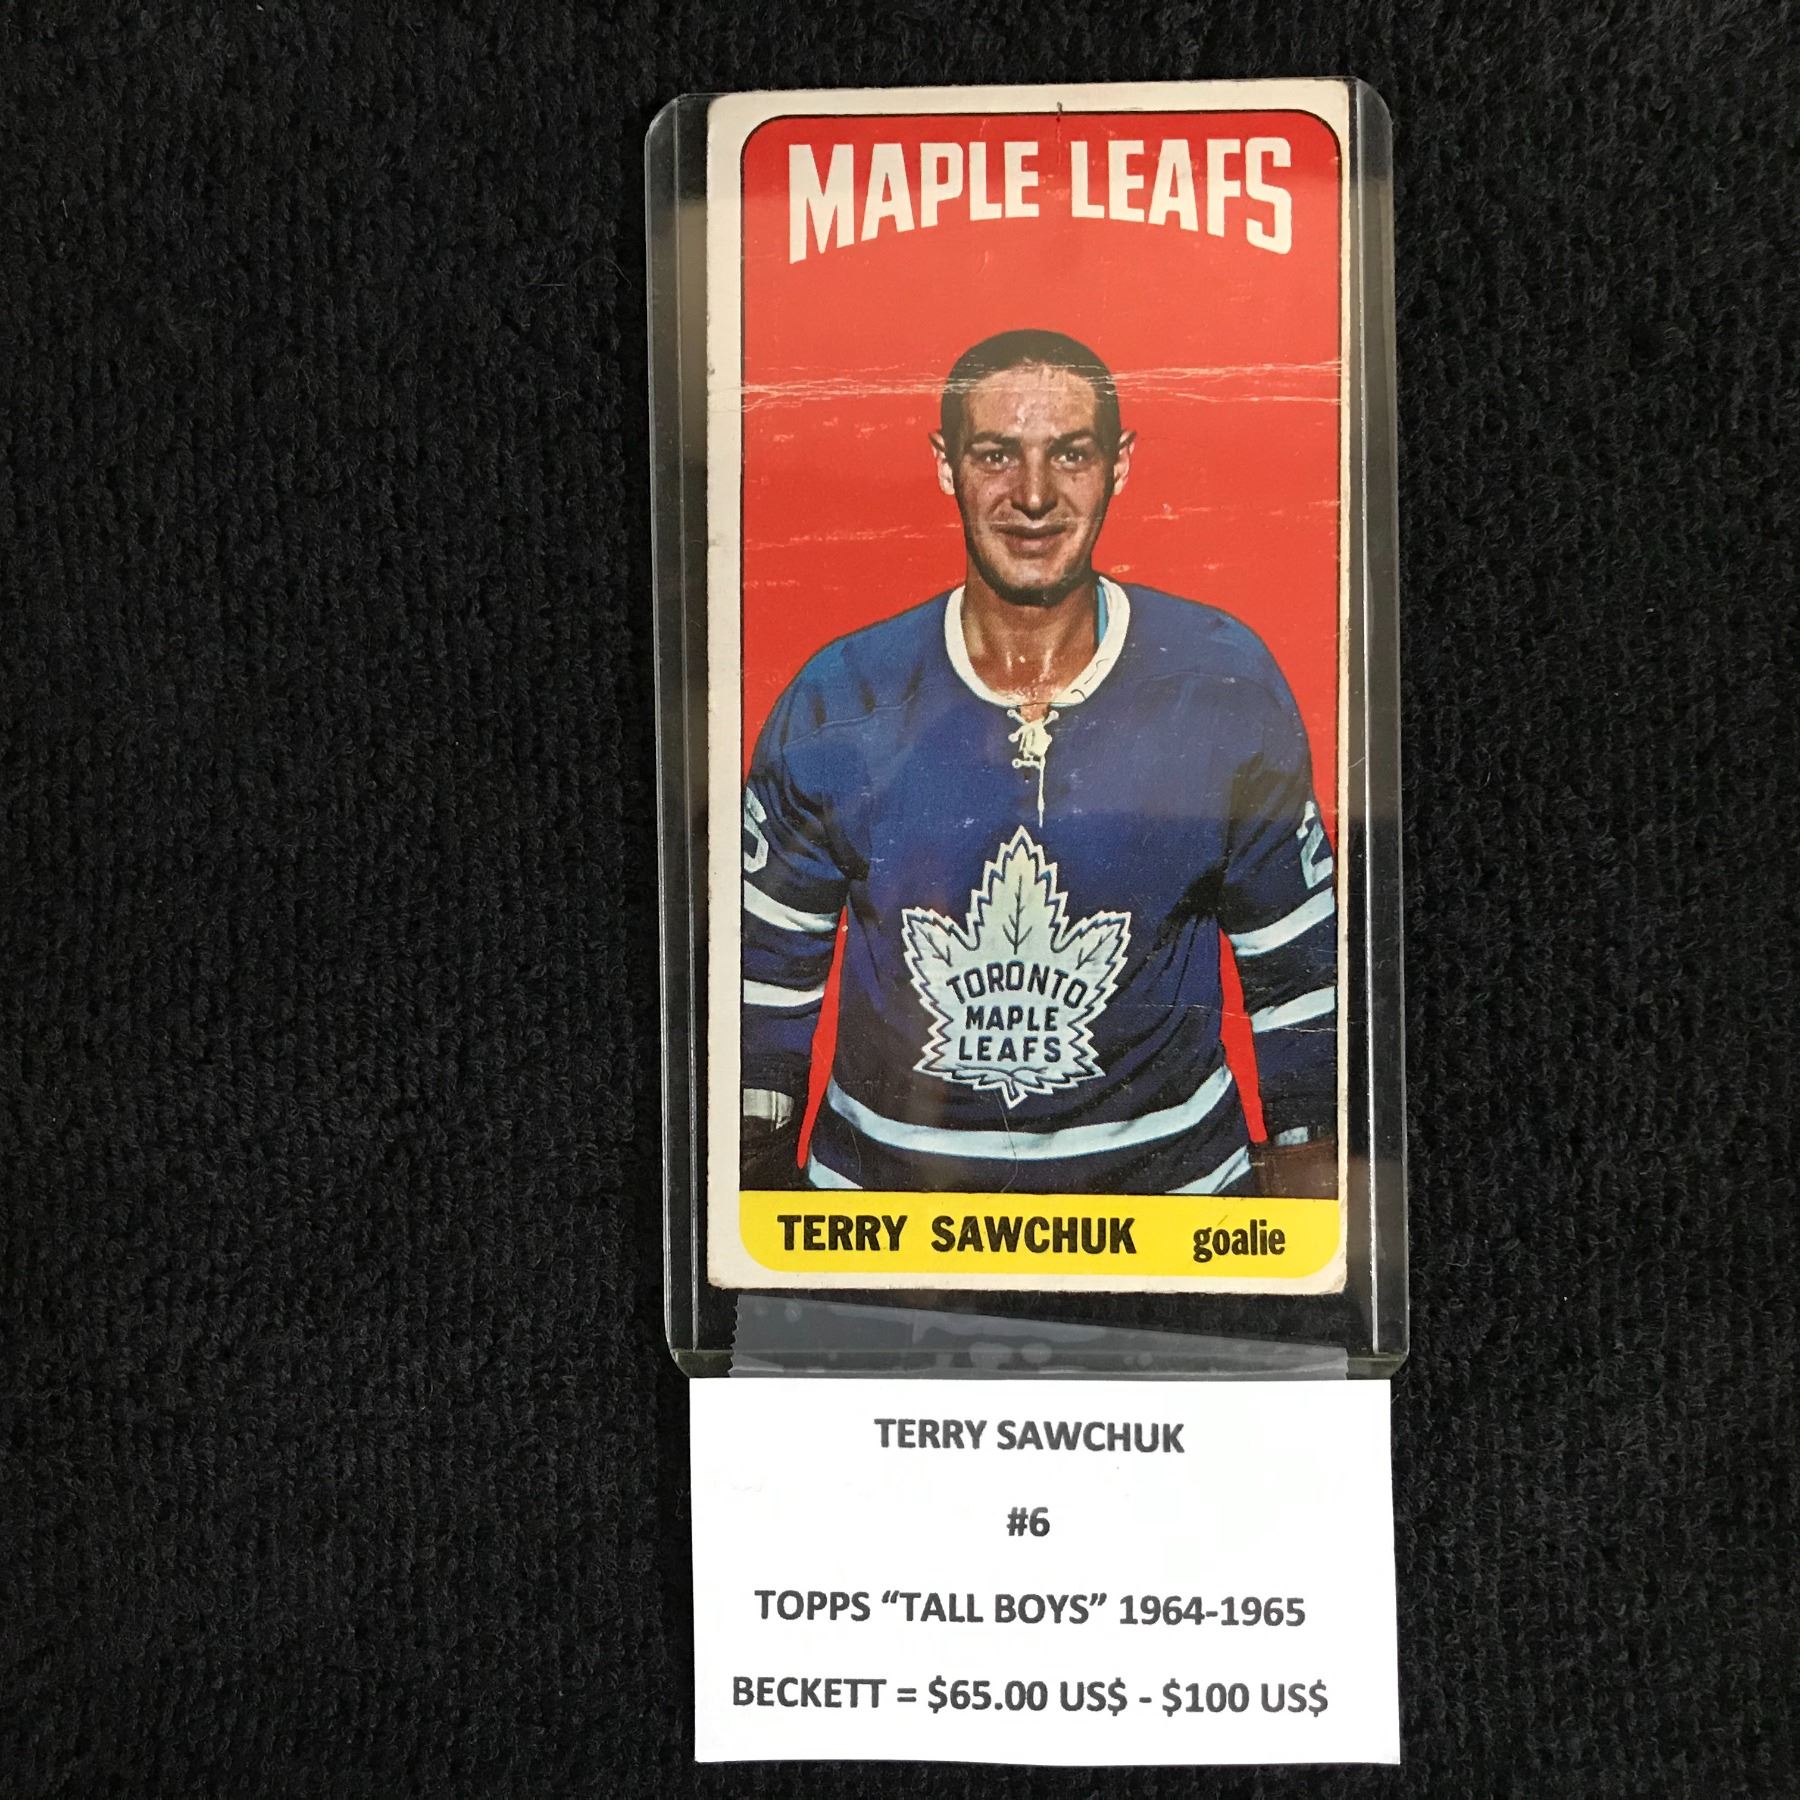 MAPLE LEAFS
TORONTO
MAPLE
LEAFS
TERRY SAWCHUK goalie
TERRY SAWCHUK
#6
TOPPS “TALL BOYS” 1964-1965
BECKETT = $65.00 US$ - $100 US$